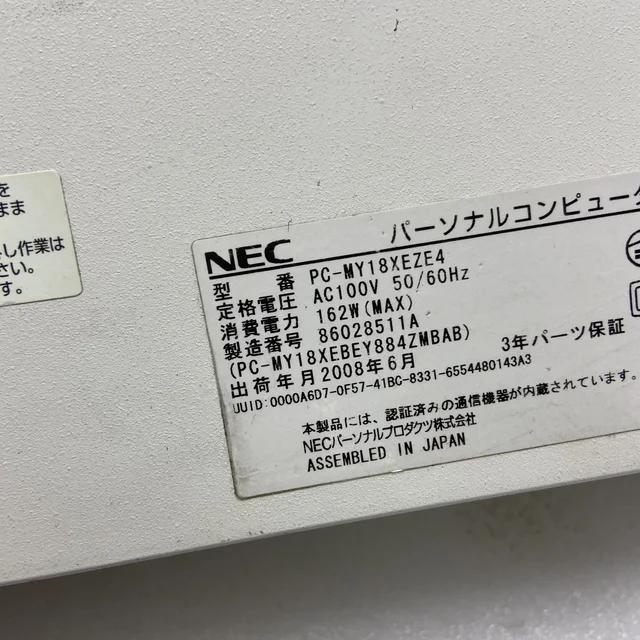 を
まま
し作業は
さい。
す。
NEC パーソナルコンピュータ
型 番 PC-MY18XEZE4
定格電圧 AC100V 50/60Hz
消費電力 162W(MAX)
製造番号 86028511A
(PC-MY18XEBEY884ZMBAB) 3年パーツ保証
出荷年月 2008年6月
UUID:0000A6D7-0F57-41BC-8331-6554480143A3
本製品には、認証済みの通信機器が内蔵されています。
NECパーソナルプロダクツ株式会社
ASSEMBLED IN JAPAN